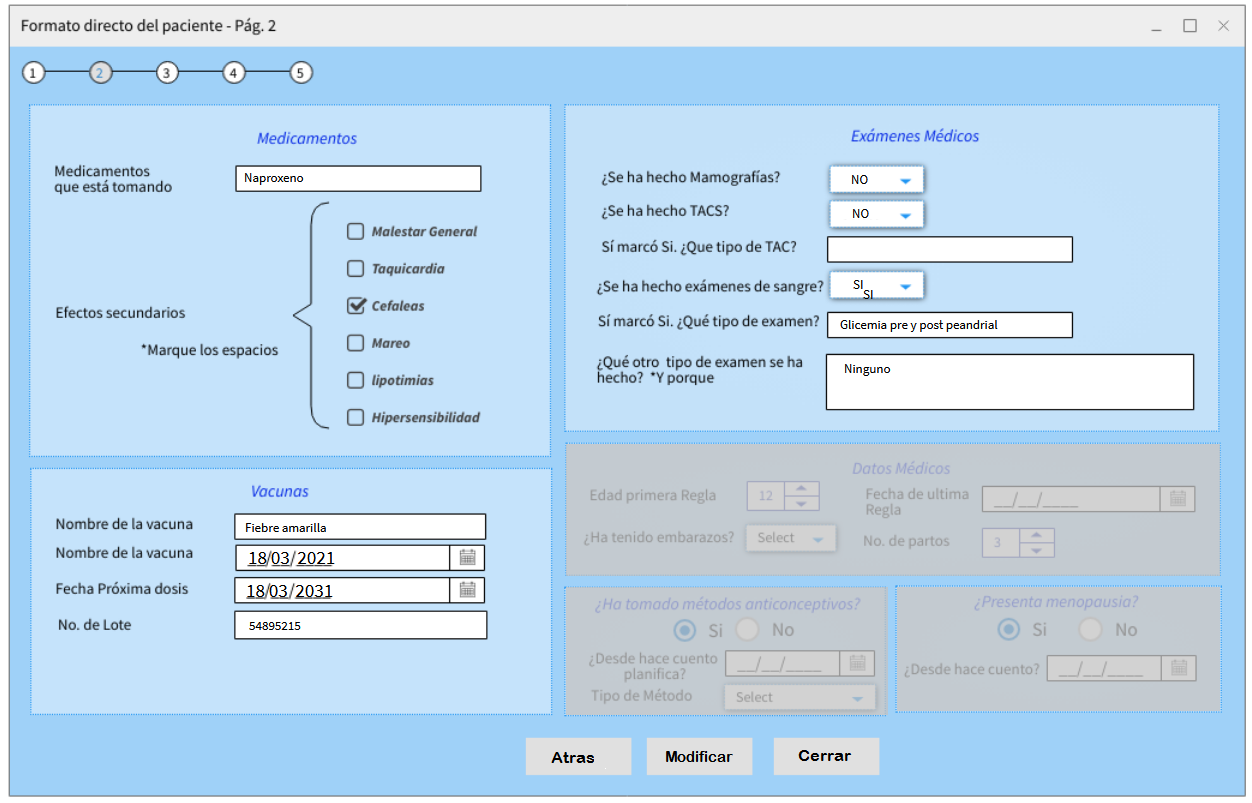 Formato directo del paciente - Pág. 2
1 2 3 4 5
Medicamentos
Medicamentos
que está tomando
Naproxeno
Efectos secundarios
*Marque los espacios
Malestar General
Taquicardia
Cefaleas
Mareo
lipotimias
Hipersensibilidad
Exámenes Médicos
¿Se ha hecho Mamografías? NO
¿Se ha hecho TACS? NO
Sí marcó Si. ¿Que tipo de TAC?
¿Se ha hecho exámenes de sangre? SI
SI
Sí marcó Si. ¿Qué tipo de examen? Glicemia pre y post peandrial
¿Qué otro tipo de examen se ha
hecho? *Y porque
Ninguno
Vacunas
Nombre de la vacuna Fiebre amarilla
Nombre de la vacuna 18/03/2021
Fecha Próxima dosis 18/03/2031
No. de Lote 54895215
Datos Médicos
Edad primera Regla 12
Fecha de ultima
Regla
__/__/____
¿Ha tenido embarazos? Select
No. de partos 3
¿Ha tomado métodos anticonceptivos?
Si No
¿Desde hace cuento
planifica?
__/__/____
Tipo de Método Select
¿Presenta menopausia?
Si No
¿Desde hace cuento? __/__/____
Atras Modificar Cerrar